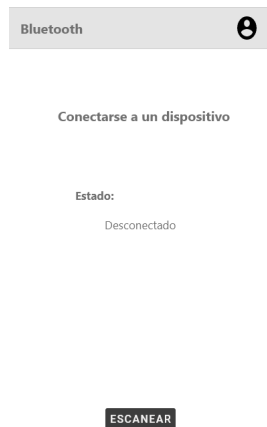 Bluetooth
Conectarse a un dispositivo
Estado:
Desconectado
ESCANEAR